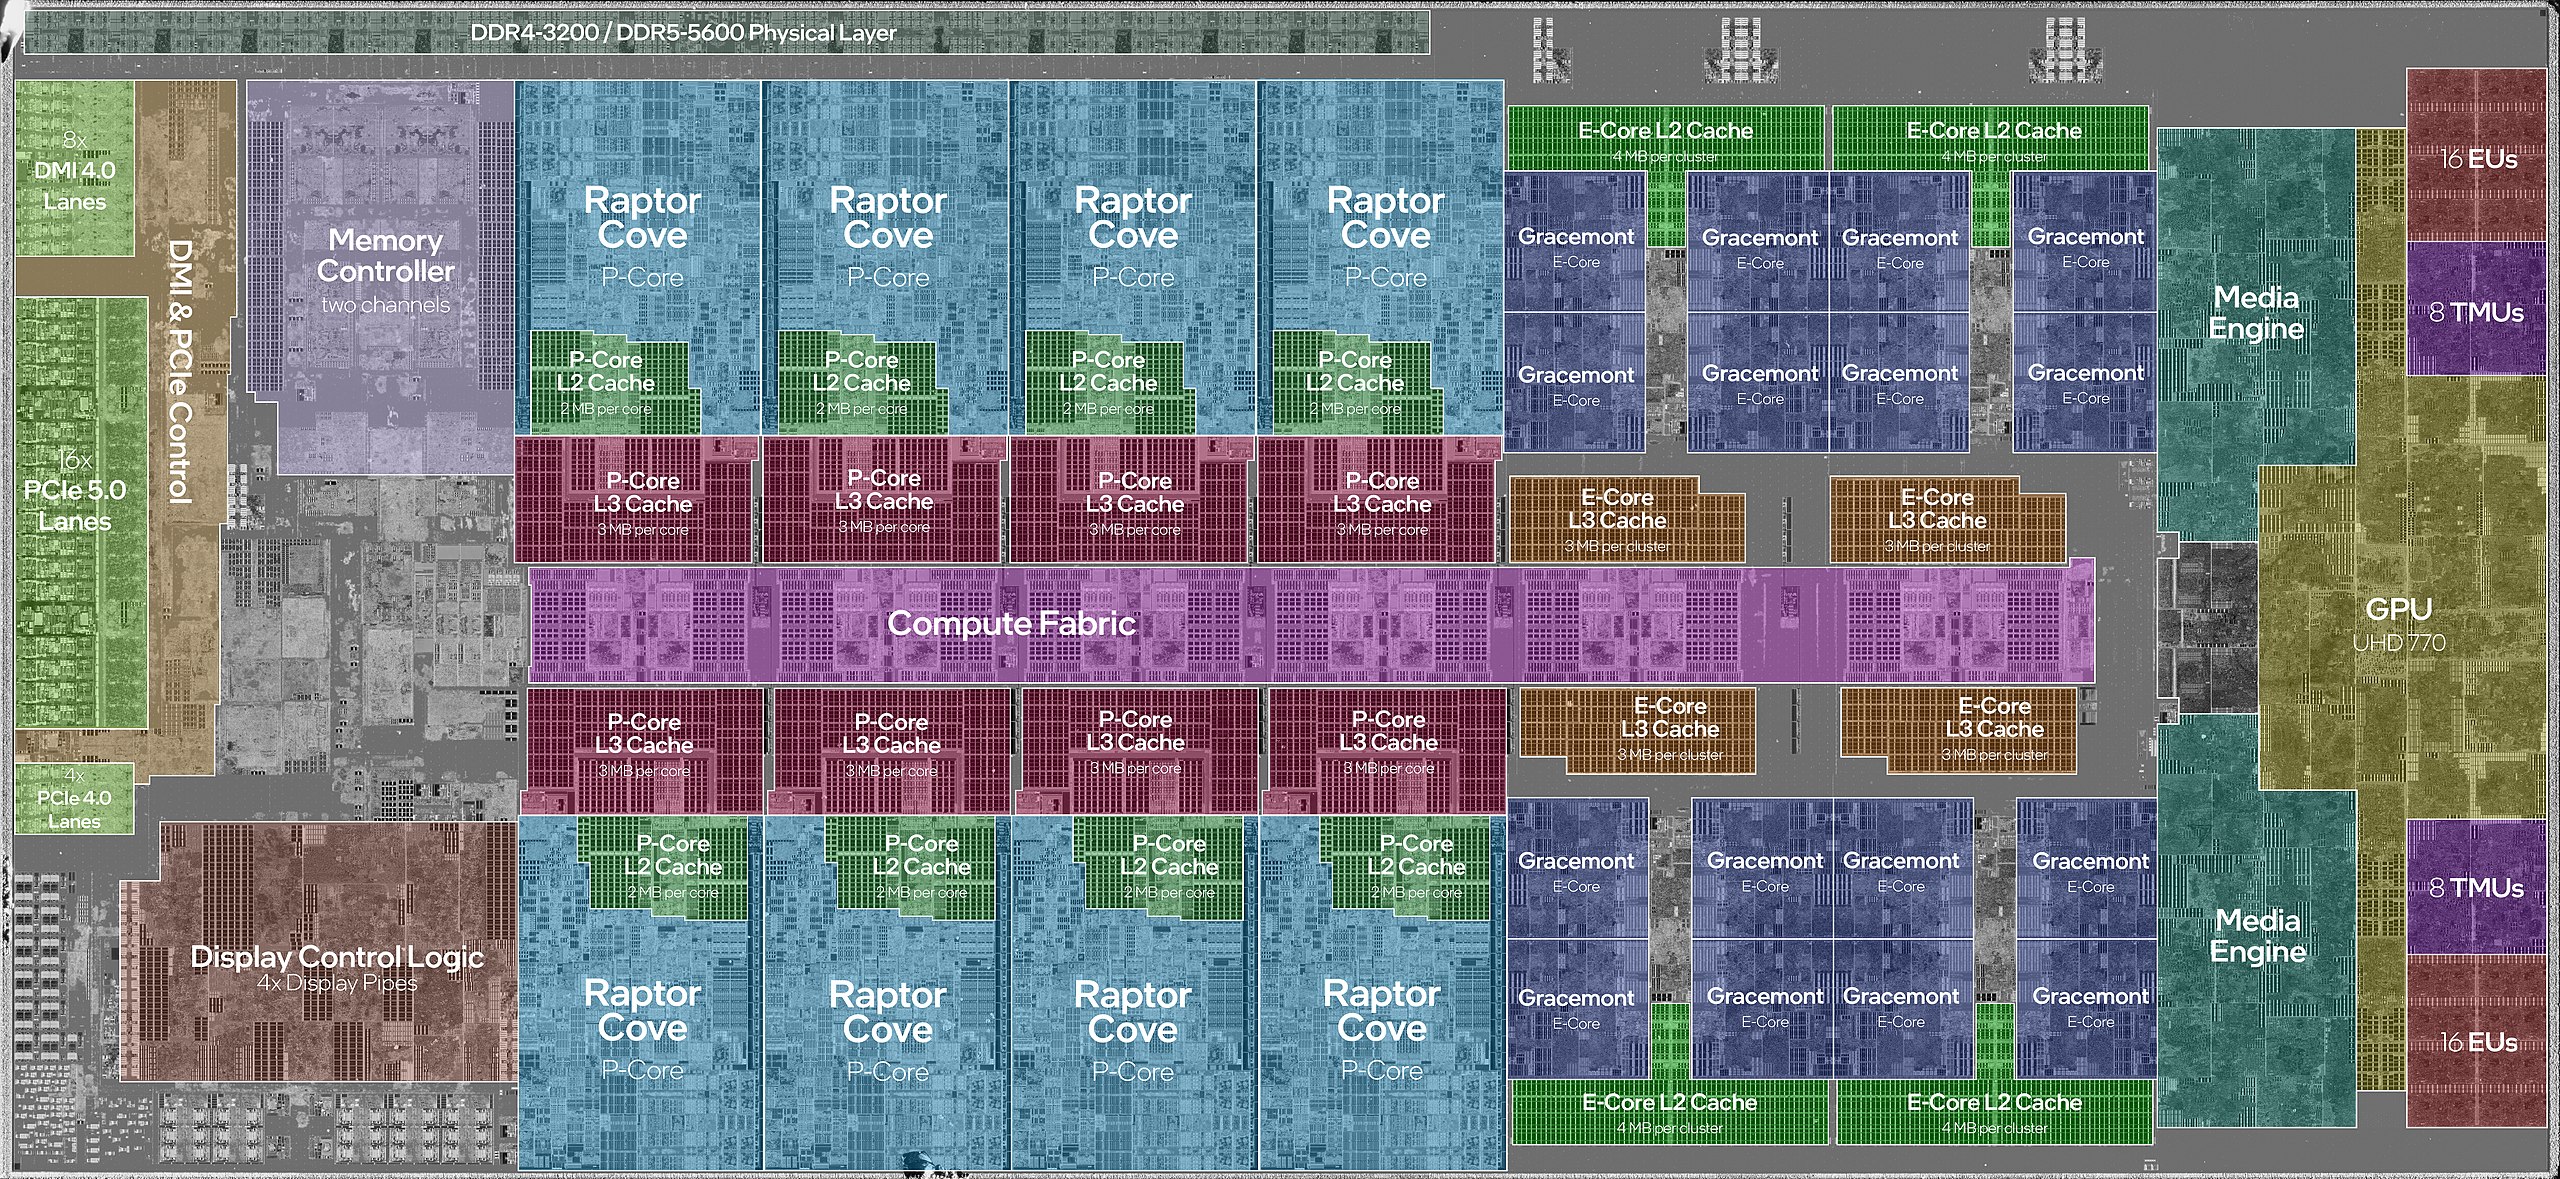 DDR4-3200 / DDR5-5600 Physical Layer
8x
DMI 4.0
Lanes
DMI & PCIe Control
16x
PCIe 5.0
Lanes
4x
PCIe 4.0
Lanes
Memory
Controller
two channels
Display Control Logic
4x Display Pipes
Raptor
Cove
P-Core
Raptor
Cove
P-Core
Raptor
Cove
P-Core
Raptor
Cove
P-Core
P-Core
L2 Cache
2 MB per core
P-Core
L2 Cache
2 MB per core
P-Core
L2 Cache
2 MB per core
P-Core
L2 Cache
2 MB per core
P-Core
L3 Cache
3 MB per core
P-Core
L3 Cache
3 MB per core
P-Core
L3 Cache
3 MB per core
P-Core
L3 Cache
3 MB per core
E-Core L2 Cache
4 MB per cluster
E-Core L2 Cache
4 MB per cluster
Gracemont
E-Core
Gracemont
E-Core
Gracemont
E-Core
Gracemont
E-Core
Gracemont
E-Core
Gracemont
E-Core
Gracemont
E-Core
Gracemont
E-Core
E-Core
L3 Cache
3 MB per cluster
E-Core
L3 Cache
3 MB per cluster
Compute Fabric
P-Core
L3 Cache
3 MB per core
P-Core
L3 Cache
3 MB per core
P-Core
L3 Cache
3 MB per core
P-Core
L3 Cache
3 MB per core
E-Core
L3 Cache
3 MB per cluster
E-Core
L3 Cache
3 MB per cluster
P-Core
L2 Cache
2 MB per core
P-Core
L2 Cache
2 MB per core
P-Core
L2 Cache
2 MB per core
P-Core
L2 Cache
2 MB per core
Raptor
Cove
P-Core
Raptor
Cove
P-Core
Raptor
Cove
P-Core
Raptor
Cove
P-Core
Gracemont
E-Core
Gracemont
E-Core
Gracemont
E-Core
Gracemont
E-Core
Gracemont
E-Core
Gracemont
E-Core
Gracemont
E-Core
Gracemont
E-Core
E-Core L2 Cache
4 MB per cluster
E-Core L2 Cache
4 MB per cluster
Media
Engine
Media
Engine
16 EUs
8 TMUs
GPU
UHD 770
8 TMUs
16 EUs